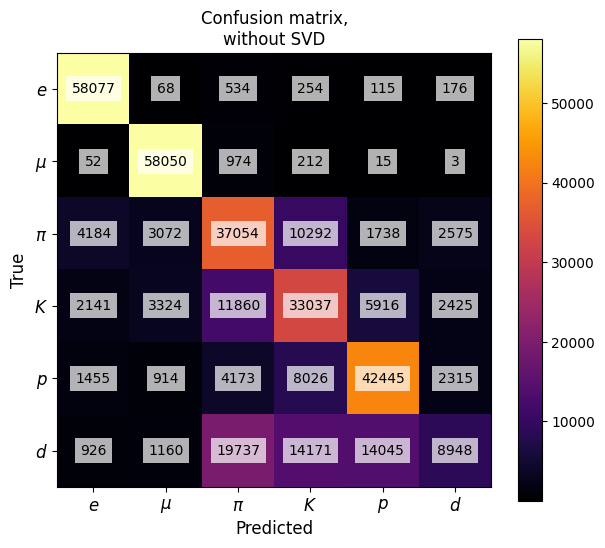 Confusion matrix,
without SVD
True
e 58077 68 534 254 115 176
μ 52 58050 974 212 15 3
π 4184 3072 37054 10292 1738 2575
K 2141 3324 11860 33037 5916 2425
p 1455 914 4173 8026 42445 2315
d 926 1160 19737 14171 14045 8948
e μ π K p d
Predicted
50000
40000
30000
20000
10000